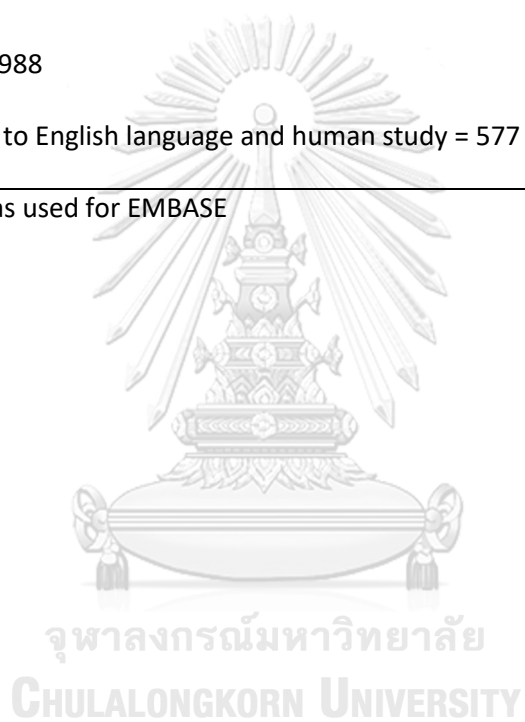 988
to English language and human study = 577
as used for EMBASE
จุฬาลงกรณ์มหาวิทยาลัย
CHULALONGKORN UNIVERSITY